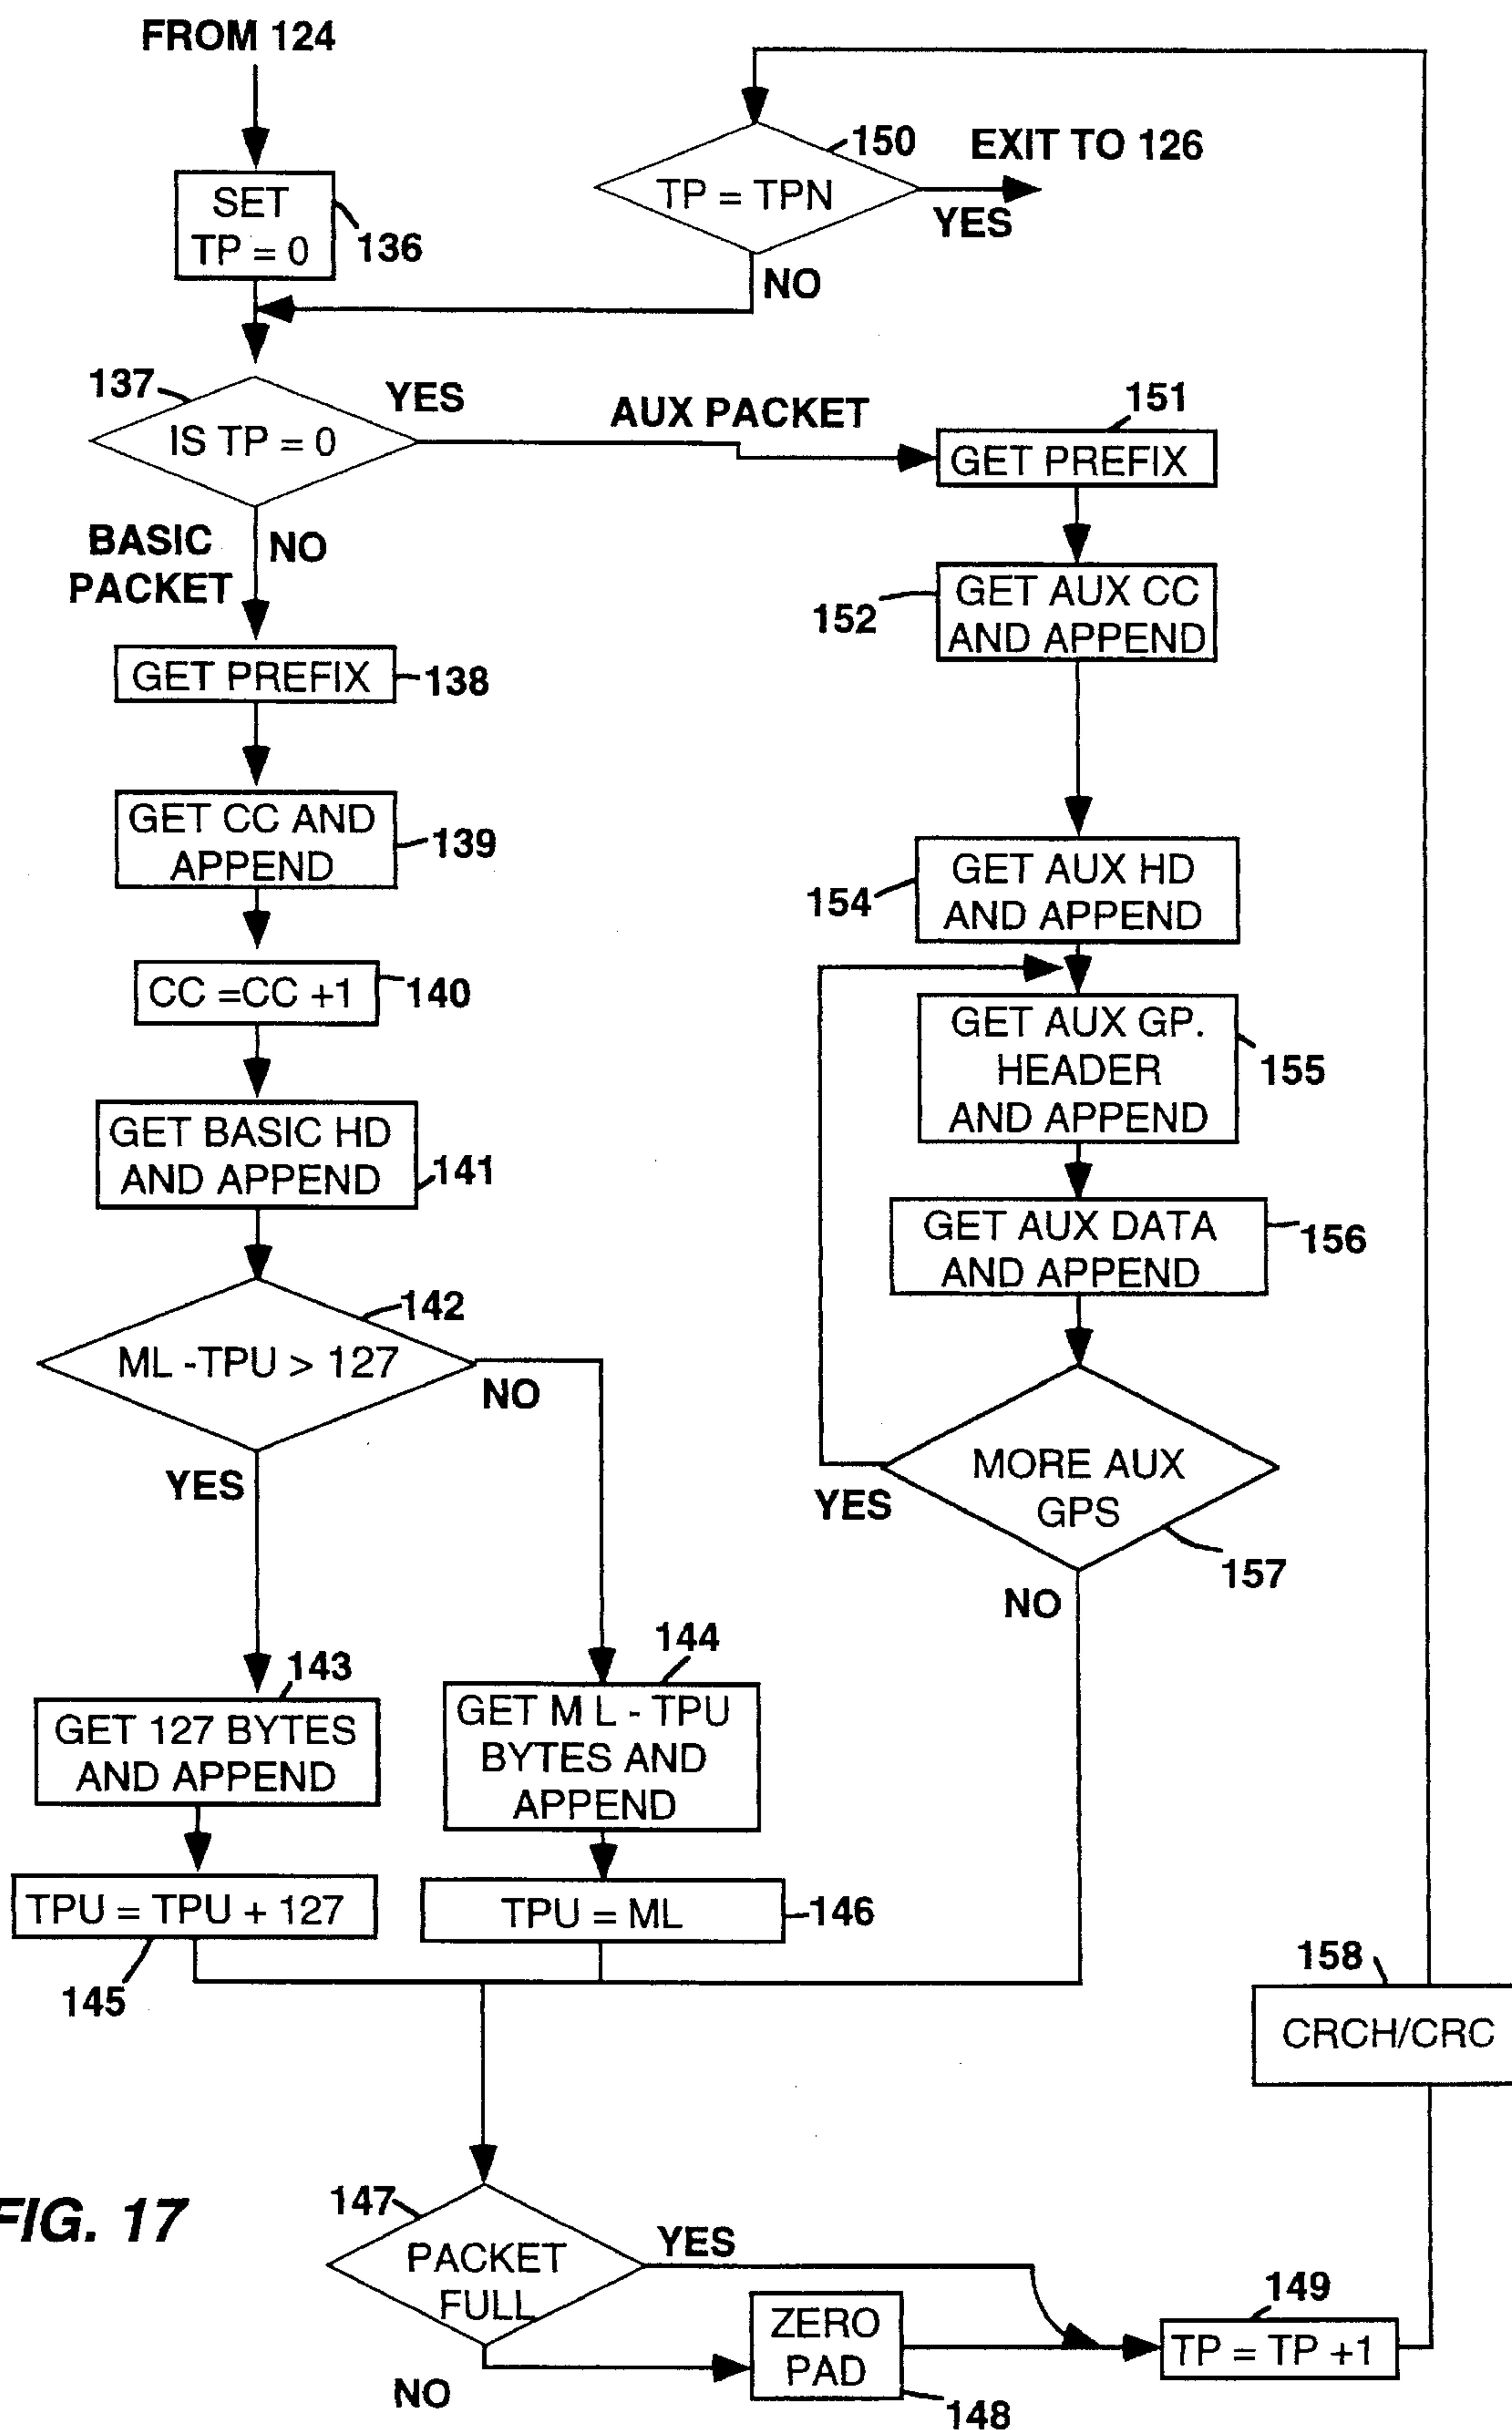 FROM 124
SET
TP = 0
136
TP = TPN
150
EXIT TO 126
YES
NO
137
IS TP = 0
YES
AUX PACKET
BASIC
PACKET
NO
GET PREFIX
138
GET CC AND
APPEND
139
CC =CC +1
140
GET BASIC HD
AND APPEND
141
ML -TPU > 127
142
NO
YES
143
GET 127 BYTES
AND APPEND
144
GET M L - TPU
BYTES AND
APPEND
TPU = TPU + 127
145
TPU = ML
146
151
GET PREFIX
152
GET AUX CC
AND APPEND
154
GET AUX HD
AND APPEND
GET AUX GP.
HEADER
AND APPEND
155
GET AUX DATA
AND APPEND
156
MORE AUX
GPS
157
YES
NO
158
CRCH/CRC
147
PACKET
FULL
YES
NO
ZERO
PAD
148
149
TP = TP +1
FIG. 17